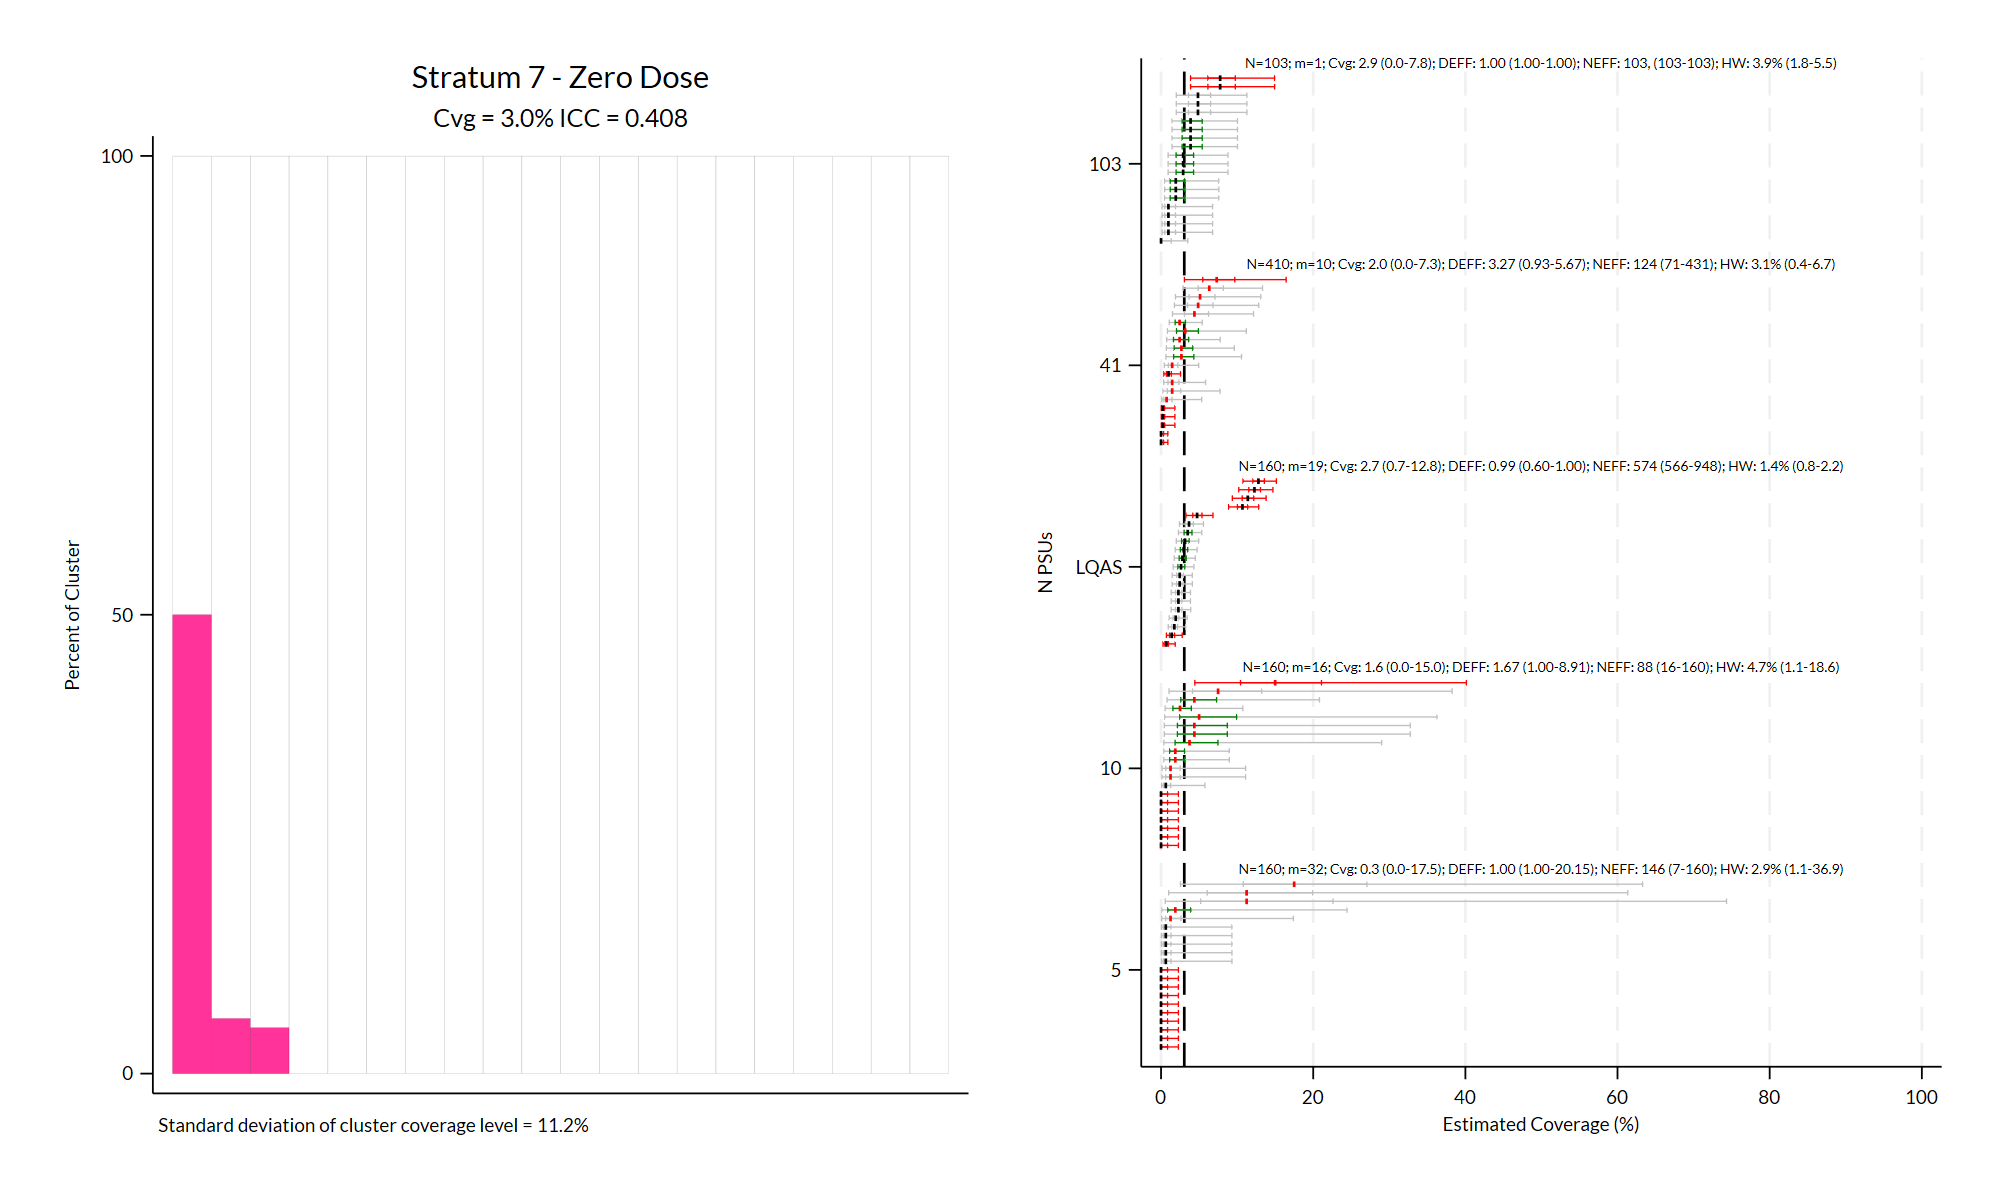 Stratum 7 - Zero Dose
Cvg = 3.0% ICC = 0.408
100
50
0
Percent of Cluster
Standard deviation of cluster coverage level = 11.2%
N=103; m=1; Cvg: 2.9 (0.0-7.8); DEFF: 1.00 (1.00-1.00); NEFF: 103, (103-103); HW: 3.9% (1.8-5.5)
103
N=410; m=10; Cvg: 2.0 (0.0-7.3); DEFF: 3.27 (0.93-5.67); NEFF: 124 (71-431); HW: 3.1% (0.4-6.7)
41
N=160; m=19; Cvg: 2.7 (0.7-12.8); DEFF: 0.99 (0.60-1.00); NEFF: 574 (566-948); HW: 1.4% (0.8-2.2)
LQAS
N PSUs
N=160; m=16; Cvg: 1.6 (0.0-15.0); DEFF: 1.67 (1.00-8.91); NEFF: 88 (16-160); HW: 4.7% (1.1-18.6)
10
N=160; m=32; Cvg: 0.3 (0.0-17.5); DEFF: 1.00 (1.00-20.15); NEFF: 146 (7-160); HW: 2.9% (1.1-36.9)
5
0 20 40 60 80 100
Estimated Coverage (%)